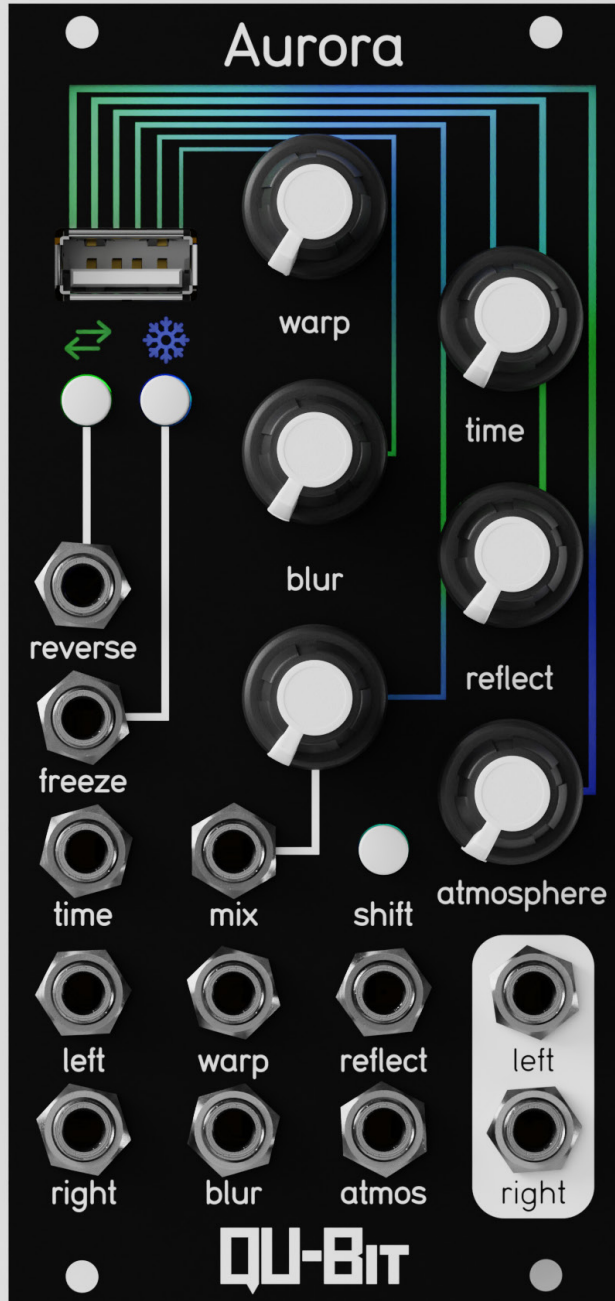 Aurora
warp
time
blur
reverse
reflect
freeze
time
mix
shift
atmosphere
left
warp
reflect
left
right
blur
atmos
right
QU-BIT